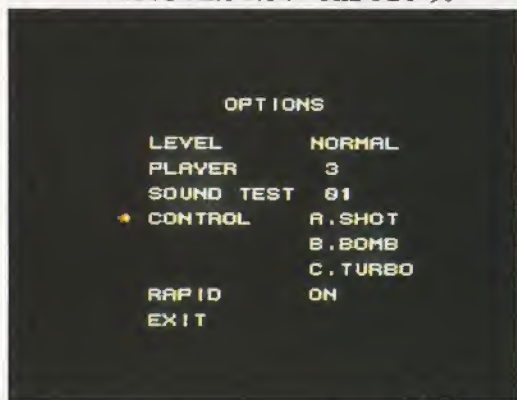 OPTIONS
LEVEL NORMAL
PLAYER 3
SOUND TEST 01
CONTROL A.SHOT
B.BOMB
C.TURBO
RAPID ON
EXIT